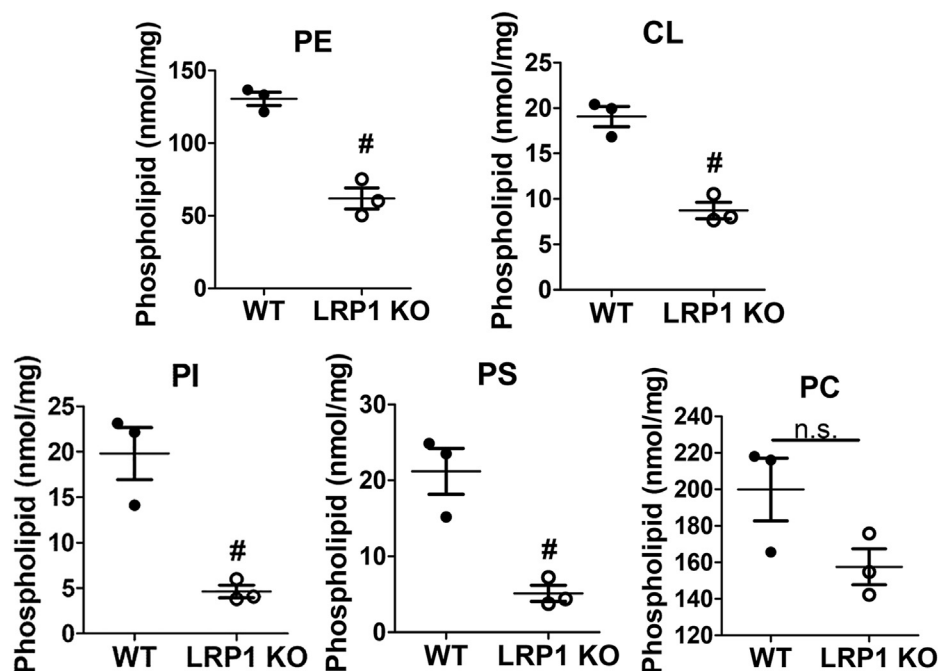 PE
Phospholipid (nmol/mg)
150
100
50
0
#
WT LRP1 KO
CL
Phospholipid (nmol/mg)
25
20
15
10
5
0
#
WT LRP1 KO
PI
Phospholipid (nmol/mg)
25
20
15
10
5
0
#
WT LRP1 KO
PS
Phospholipid (nmol/mg)
30
20
10
0
#
WT LRP1 KO
PC
Phospholipid (nmol/mg)
240
220
200
180
160
140
120
n.s.
WT LRP1 KO